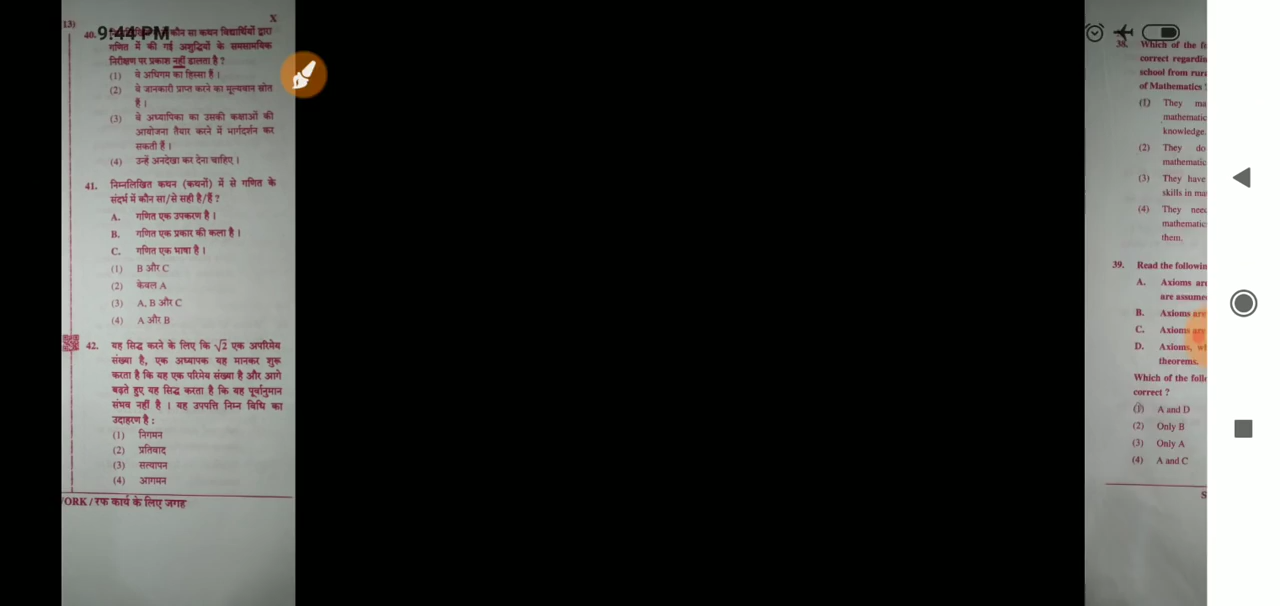 13)
X
9:44 PM
40. कौन सा कथन विद्यार्थियों द्वारा
गणित में की गई अशुद्धियों के समसामयिक
निरीक्षण पर प्रकाश नहीं डालता है ?
(1) वे अधिगम का हिस्सा हैं ।
(2) वे जानकारी प्राप्त करने का मूल्यवान स्रोत
हैं ।
(3) वे अध्यापिका का उसकी कक्षाओं की
आयोजना तैयार करने में मार्गदर्शन कर
सकती हैं ।
(4) उन्हें अनदेखा कर देना चाहिए ।
41. निम्नलिखित कथन (कथनों) में से गणित के
संदर्भ में कौन सा/से सही है/हैं ?
A. गणित एक उपकरण है ।
B. गणित एक प्रकार की कला है ।
C. गणित एक भाषा है ।
(1) B और C
(2) केवल A
(3) A, B और C
(4) A और B
42. यह सिद्ध करने के लिए कि √2 एक अपरिमेय
संख्या है, एक अध्यापक यह मानकर शुरू
करता है कि यह एक परिमेय संख्या है और आगे
बढ़ते हुए यह सिद्ध करता है कि यह पूर्वानुमान
संभव नहीं है । यह उपपत्ति निम्न विधि का
उदाहरण है :
(1) निगमन
(2) प्रतिवाद
(3) सत्यापन
(4) आगमन
ORK / रफ कार्य के लिए जगह
38. Which of the f
correct regardin
school from rur
of Mathematics
(1) They ma
mathematic
knowledge.
(2) They do
mathematic
(3) They have
skills in ma
(4) They nee
mathematic
them.
39. Read the followin
A. Axioms ar
are assume
B. Axioms are
C. Axioms are
D. Axioms, w
theorems.
Which of the foll
correct ?
(1) A and D
(2) Only B
(3) Only A
(4) A and C
S